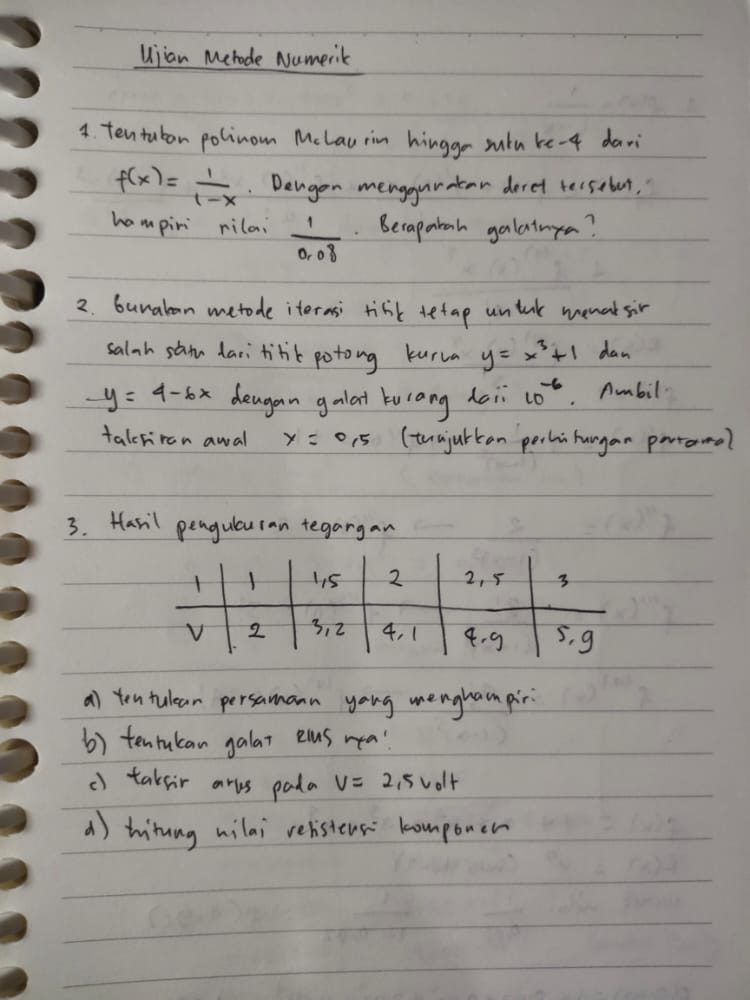 Ujian Metode Numerik
1. Tentukan polinom McLaurin hingga suku ke-4 dari
f(x) = 1/(1-x). Dengan menggunakan deret tersebut,
hampiri nilai 1/0,08. Berapakah galatnya?
2. Gunakan metode iterasi titik tetap untuk menaksir
salah satu dari titik potong kurva y = x³+1 dan
y = 4-6x dengan galat kurang dari 10⁻⁶. Ambil
taksiran awal x = 0,5 (tunjukkan perhitungan pertama)
3. Hasil pengukuran tegangan
I | 1 | 1,5 | 2 | 2,5 | 3
V | 2 | 3,2 | 4,1 | 4,9 | 5,9
a) tentukan persamaan yang menghampiri
b) tentukan galat RMS nya!
c) taksir arus pada V = 2,5 volt
d) hitung nilai resistensi komponen